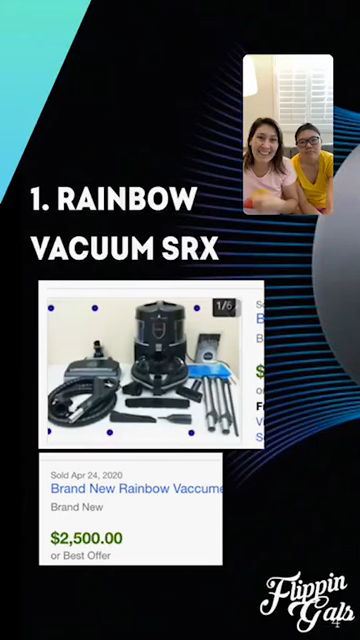 1. RAINBOW
VACUUM SRX
1/6
Sold Apr 24, 2020
Brand New Rainbow Vaccume
Brand New
$2,500.00
or Best Offer
Flippin
Gals
4